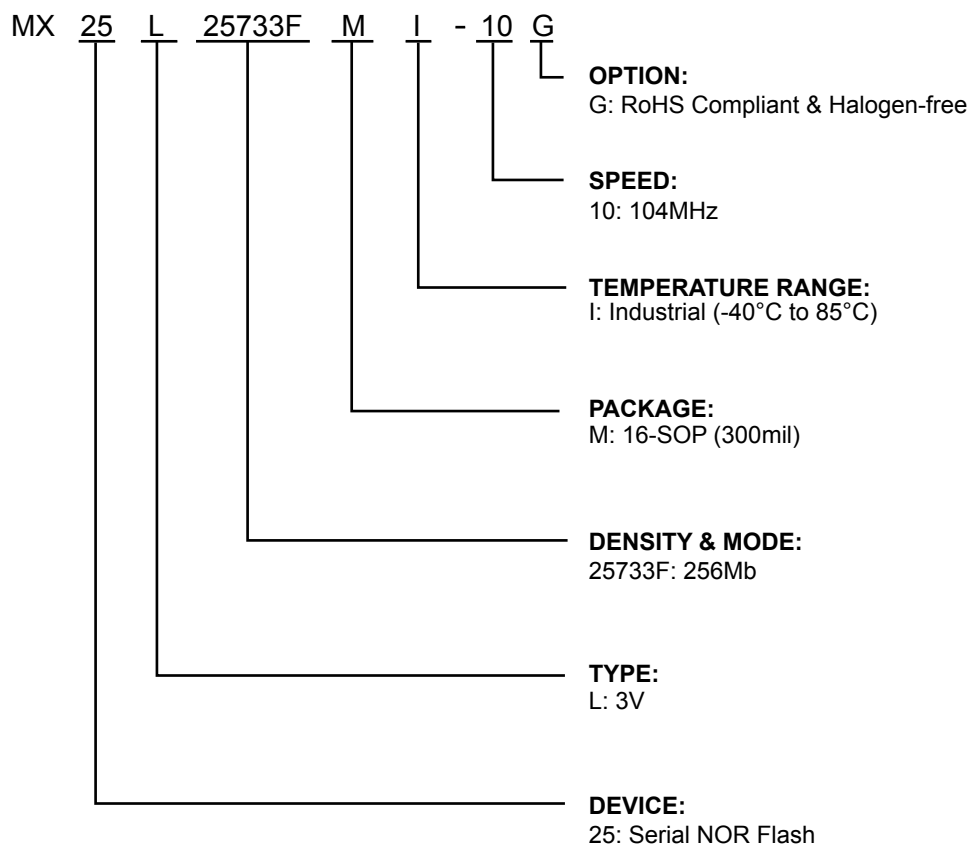 MX 25 L 25733F M I - 10 G
OPTION:
G: RoHS Compliant & Halogen-free
SPEED:
10: 104MHz
TEMPERATURE RANGE:
I: Industrial (-40°C to 85°C)
PACKAGE:
M: 16-SOP (300mil)
DENSITY & MODE:
25733F: 256Mb
TYPE:
L: 3V
DEVICE:
25: Serial NOR Flash